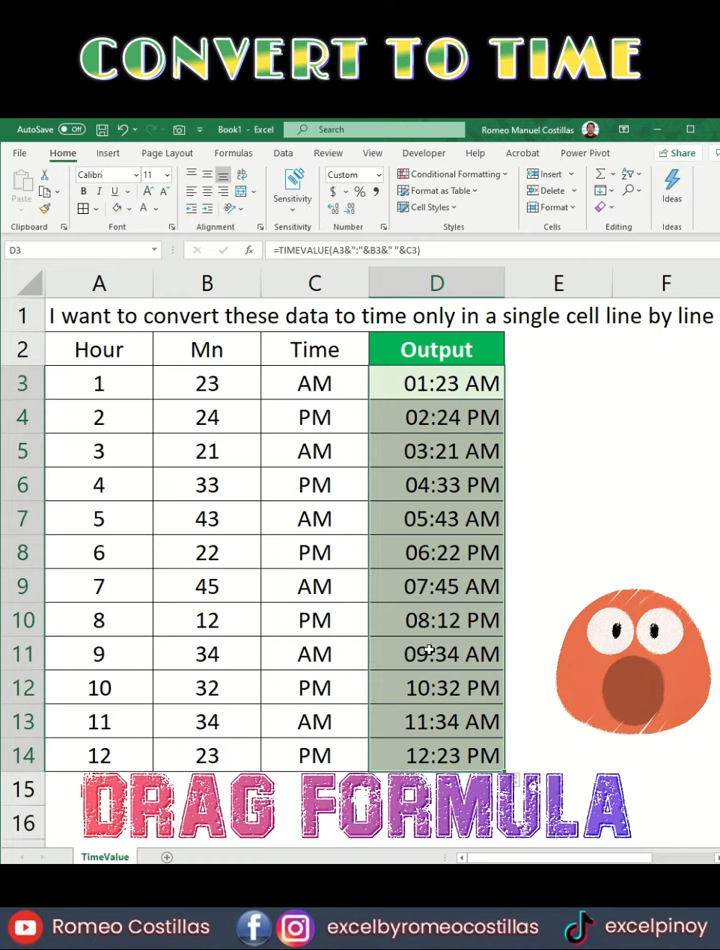 CONVERT TO TIME
AutoSave Off Book1 - Excel Search Romeo Manuel Costillas
File Home Insert Page Layout Formulas Data Review View Developer Help Acrobat Power Pivot Share
Paste Calibri 11 Sensitivity Custom Conditional Formatting Insert Ideas
B I U A A $ % , Format as Table Delete
A Cell Styles Format
Clipboard Font Alignment Sensitivity Number Styles Cells Editing Ideas
D3 fx =TIMEVALUE(A3&":"&B3&" "&C3)
A B C D E F
1 I want to convert these data to time only in a single cell line by line
2 Hour Mn Time Output
3 1 23 AM 01:23 AM
4 2 24 PM 02:24 PM
5 3 21 AM 03:21 AM
6 4 33 PM 04:33 PM
7 5 43 AM 05:43 AM
8 6 22 PM 06:22 PM
9 7 45 AM 07:45 AM
10 8 12 PM 08:12 PM
11 9 34 AM 09:34 AM
12 10 32 PM 10:32 PM
13 11 34 AM 11:34 AM
14 12 23 PM 12:23 PM
15
DRAG FORMULA
16
TimeValue
Romeo Costillas excelbyromeocostillas excelpinoy